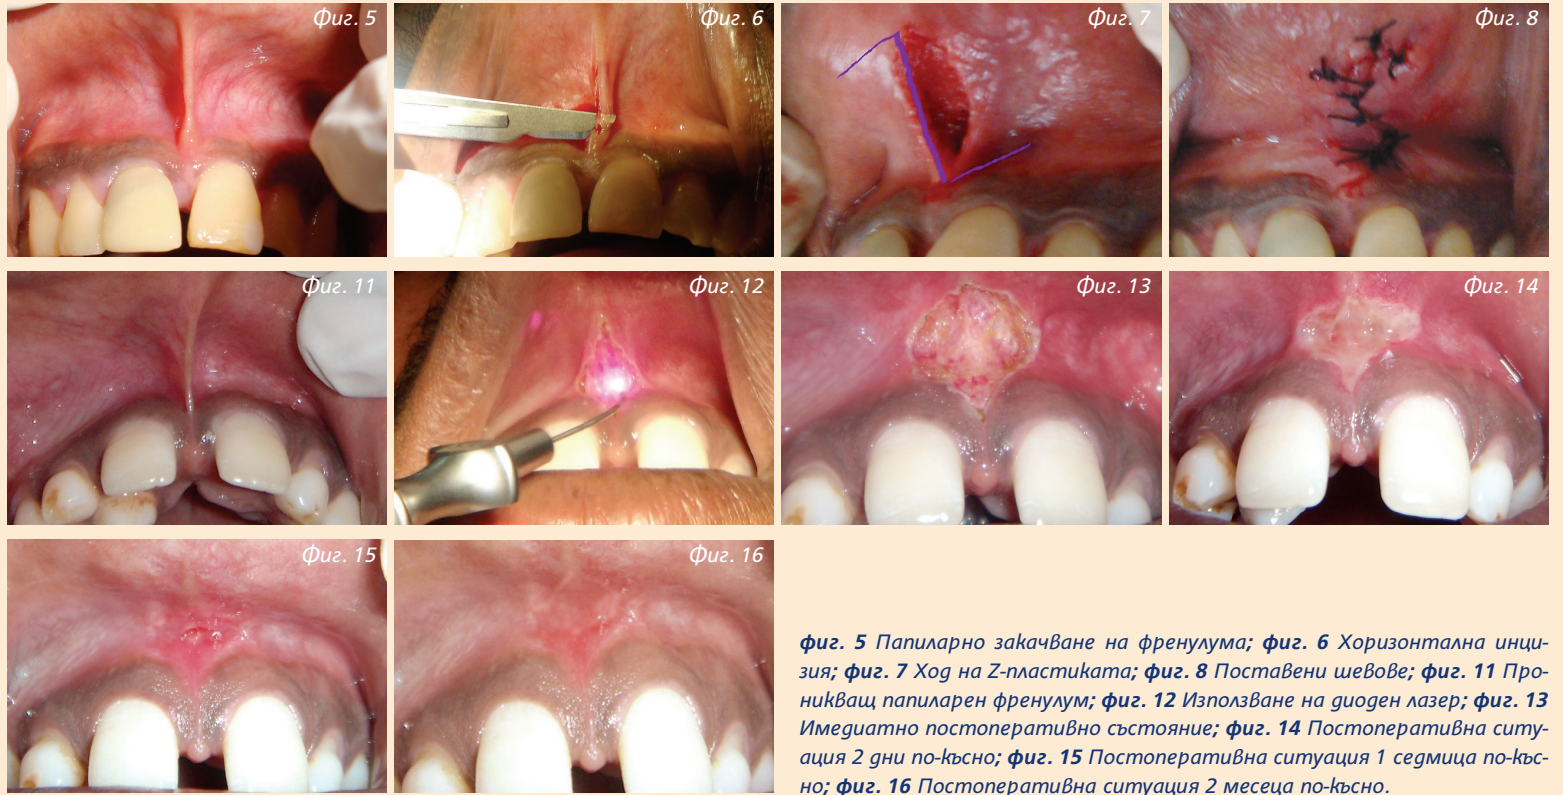 Фиг. 5
Фиг. 6
Фиг. 7
Фиг. 8
Фиг. 11
Фиг. 12
Фиг. 13
Фиг. 14
Фиг. 15
Фиг. 16
фиг. 5 Папиларно закачване на френулума; фиг. 6 Хоризонтална инци-
зия; фиг. 7 Ход на Z-пластиката; фиг. 8 Поставени шевове; фиг. 11 Про-
никващ папиларен френулум; фиг. 12 Използване на диоден лазер; фиг. 13
Имедиатно постоперативно състояние; фиг. 14 Постоперативна ситу-
ация 2 дни по-късно; фиг. 15 Постоперативна ситуация 1 седмица по-къс-
но; фиг. 16 Постоперативна ситуация 2 месеца по-късно.